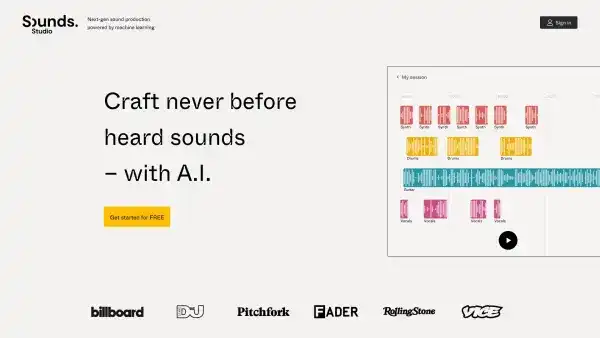 Sounds.
Studio
Next-gen sound production
powered by machine learning
Sign in
Craft never before
heard sounds
– with A.I.
Get started for FREE
My session
Synth Synth Synth Synth Synth Synth Synth
Drums Drums Drums
Guitar
Vocals Vocals Vocals Vocals
billboard DJ Pitchfork FADER RollingStone VICE